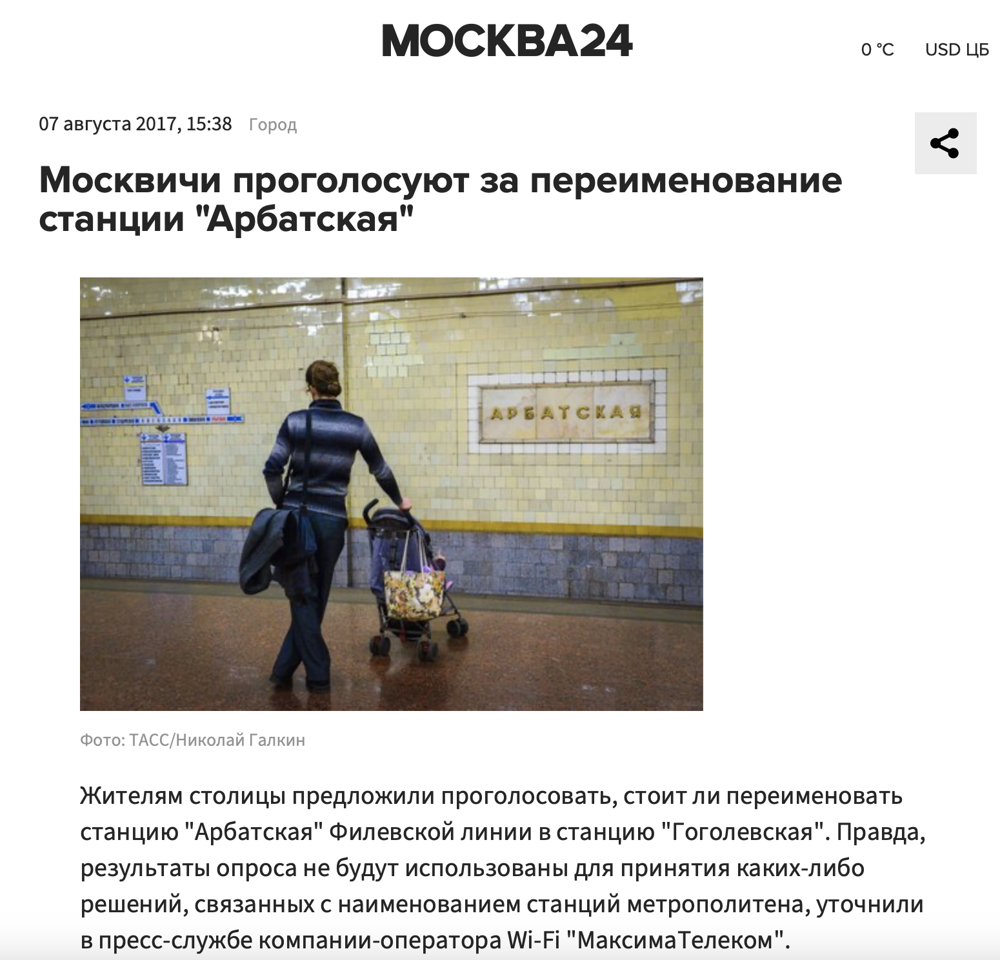 МОСКВА24
0 °C USD ЦБ
07 августа 2017, 15:38 Город
Москвичи проголосуют за переименование
станции "Арбатская"
АРБАТСКАЯ
Фото: ТАСС/Николай Галкин
Жителям столицы предложили проголосовать, стоит ли переименовать
станцию "Арбатская" Филевской линии в станцию "Гоголевская". Правда,
результаты опроса не будут использованы для принятия каких-либо
решений, связанных с наименованием станций метрополитена, уточнили
в пресс-службе компании-оператора Wi-Fi "МаксимаТелеком".